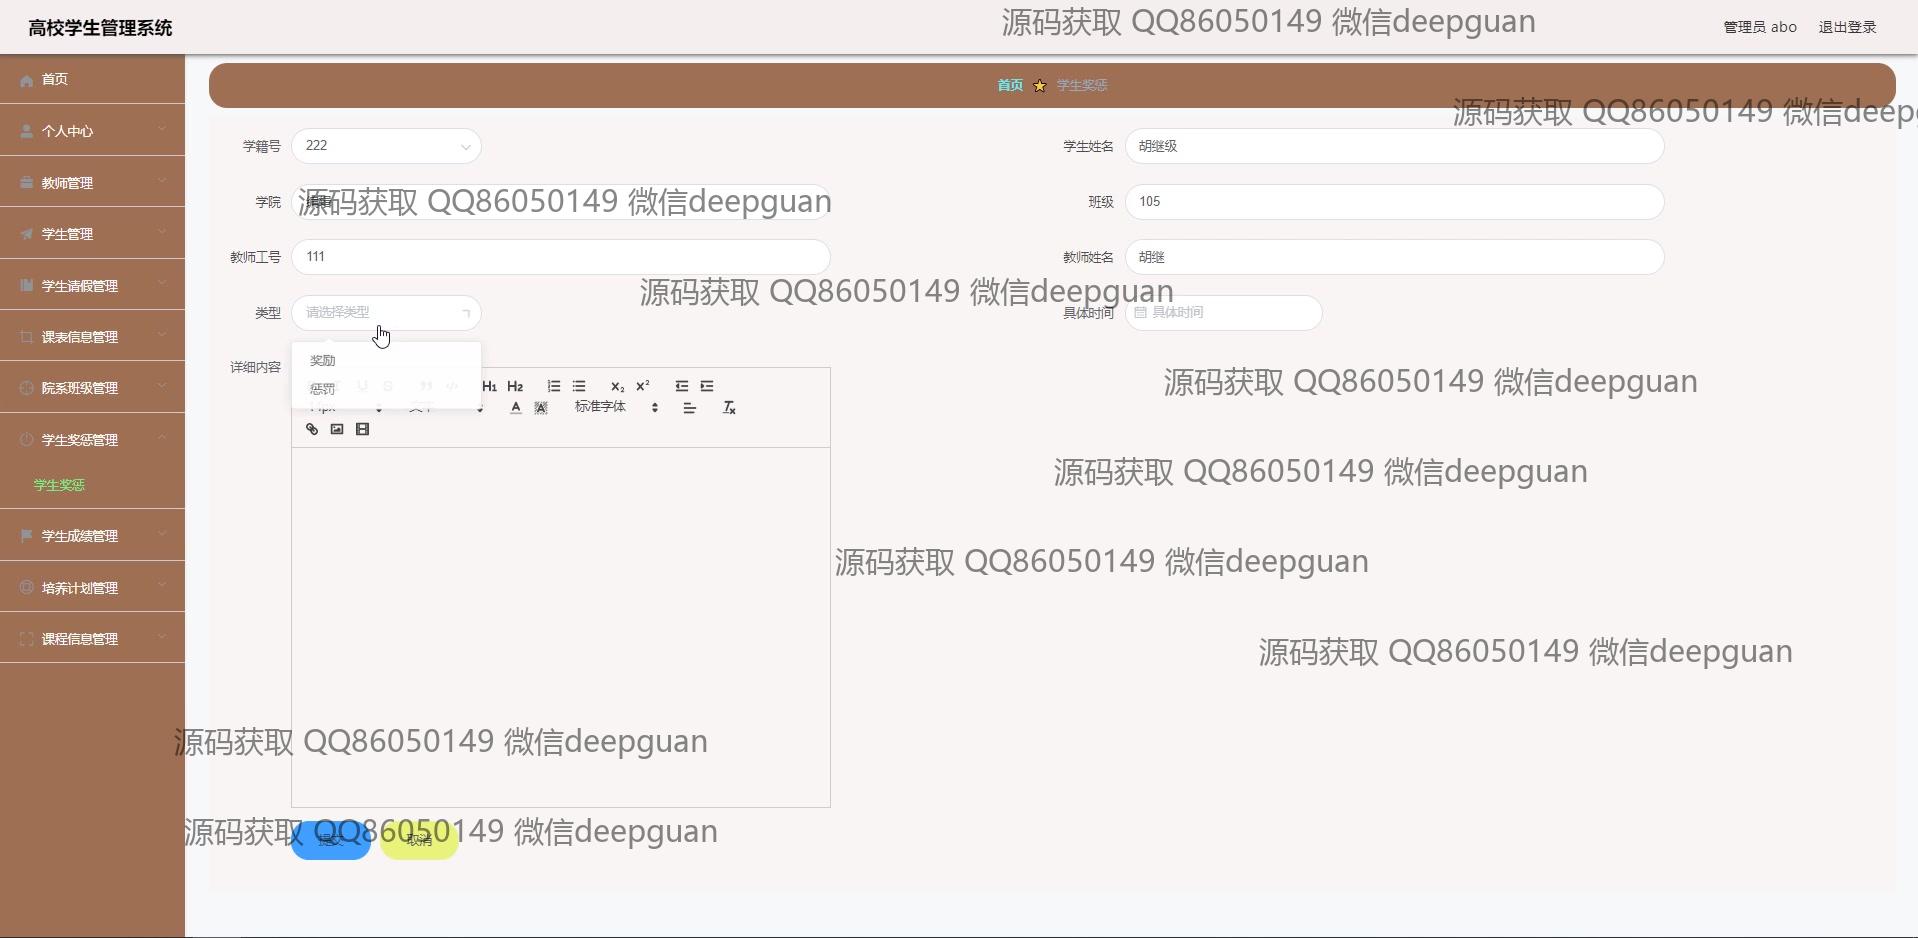 高校学生管理系统
源码获取 QQ86050149 微信deepguan
管理员 abo 退出登录
首页
个人中心
教师管理
学生管理
学生请假管理
课表信息管理
院系班级管理
学生奖惩管理
学生奖惩
学生成绩管理
培养计划管理
课程信息管理
首页 学生奖惩
源码获取 QQ86050149 微信deepg
学籍号 222 学生姓名 胡继级
学院 班级 105
源码获取 QQ86050149 微信deepguan
教师工号 111 教师姓名 胡继
源码获取 QQ86050149 微信deepguan
类型 请选择类型 具体时间 具体时间
奖励
惩罚
详细内容
H1 H2 X2 X2
14px 文本 A A 标准字体
源码获取 QQ86050149 微信deepguan
源码获取 QQ86050149 微信deepguan
源码获取 QQ86050149 微信deepguan
源码获取 QQ86050149 微信deepguan
源码获取 QQ86050149 微信deepguan
源码获取 QQ86050149 微信deepguan
提交 取消